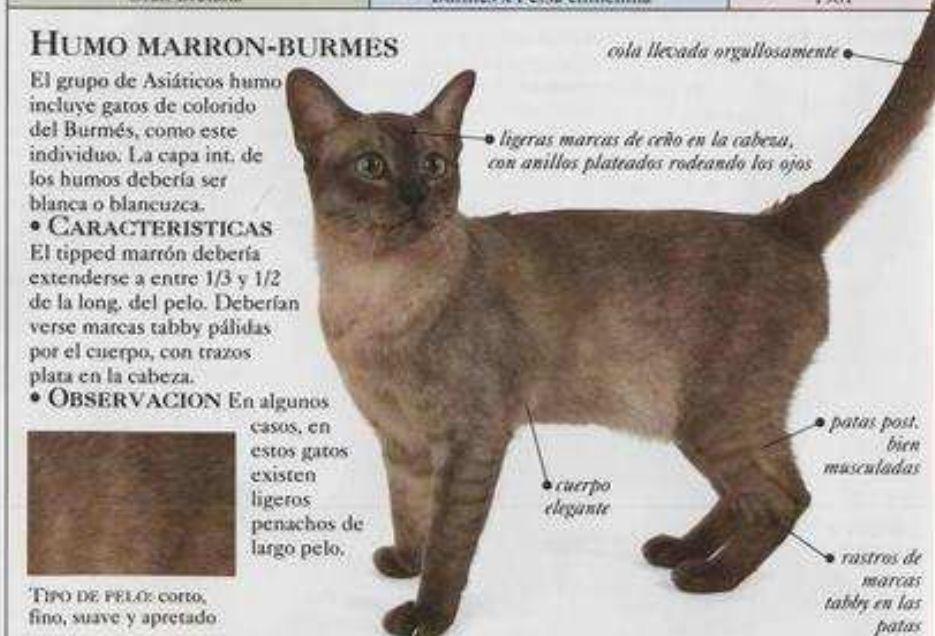 HUMO MARRON-BURMES
El grupo de Asiáticos humo
incluye gatos de colorido
del Burmés, como este
individuo. La capa int. de
los humos debería ser
blanca o blancuzca.
• CARACTERISTICAS
El tipped marrón debería
extenderse a entre 1/3 y 1/2
de la long. del pelo. Deberían
verse marcas tabby pálidas
por el cuerpo, con trazos
plata en la cabeza.
• OBSERVACION En algunos
casos, en
estos gatos
existen
ligeros
penachos de
largo pelo.
TIPO DE PELO: corto,
fino, suave y apretado
cola llevada orgullosamente
ligeras marcas de ceño en la cabeza,
con anillos plateados rodeando los ojos
cuerpo
elegante
patas post.
bien
musculadas
rastros de
marcas
tabby en las
patas